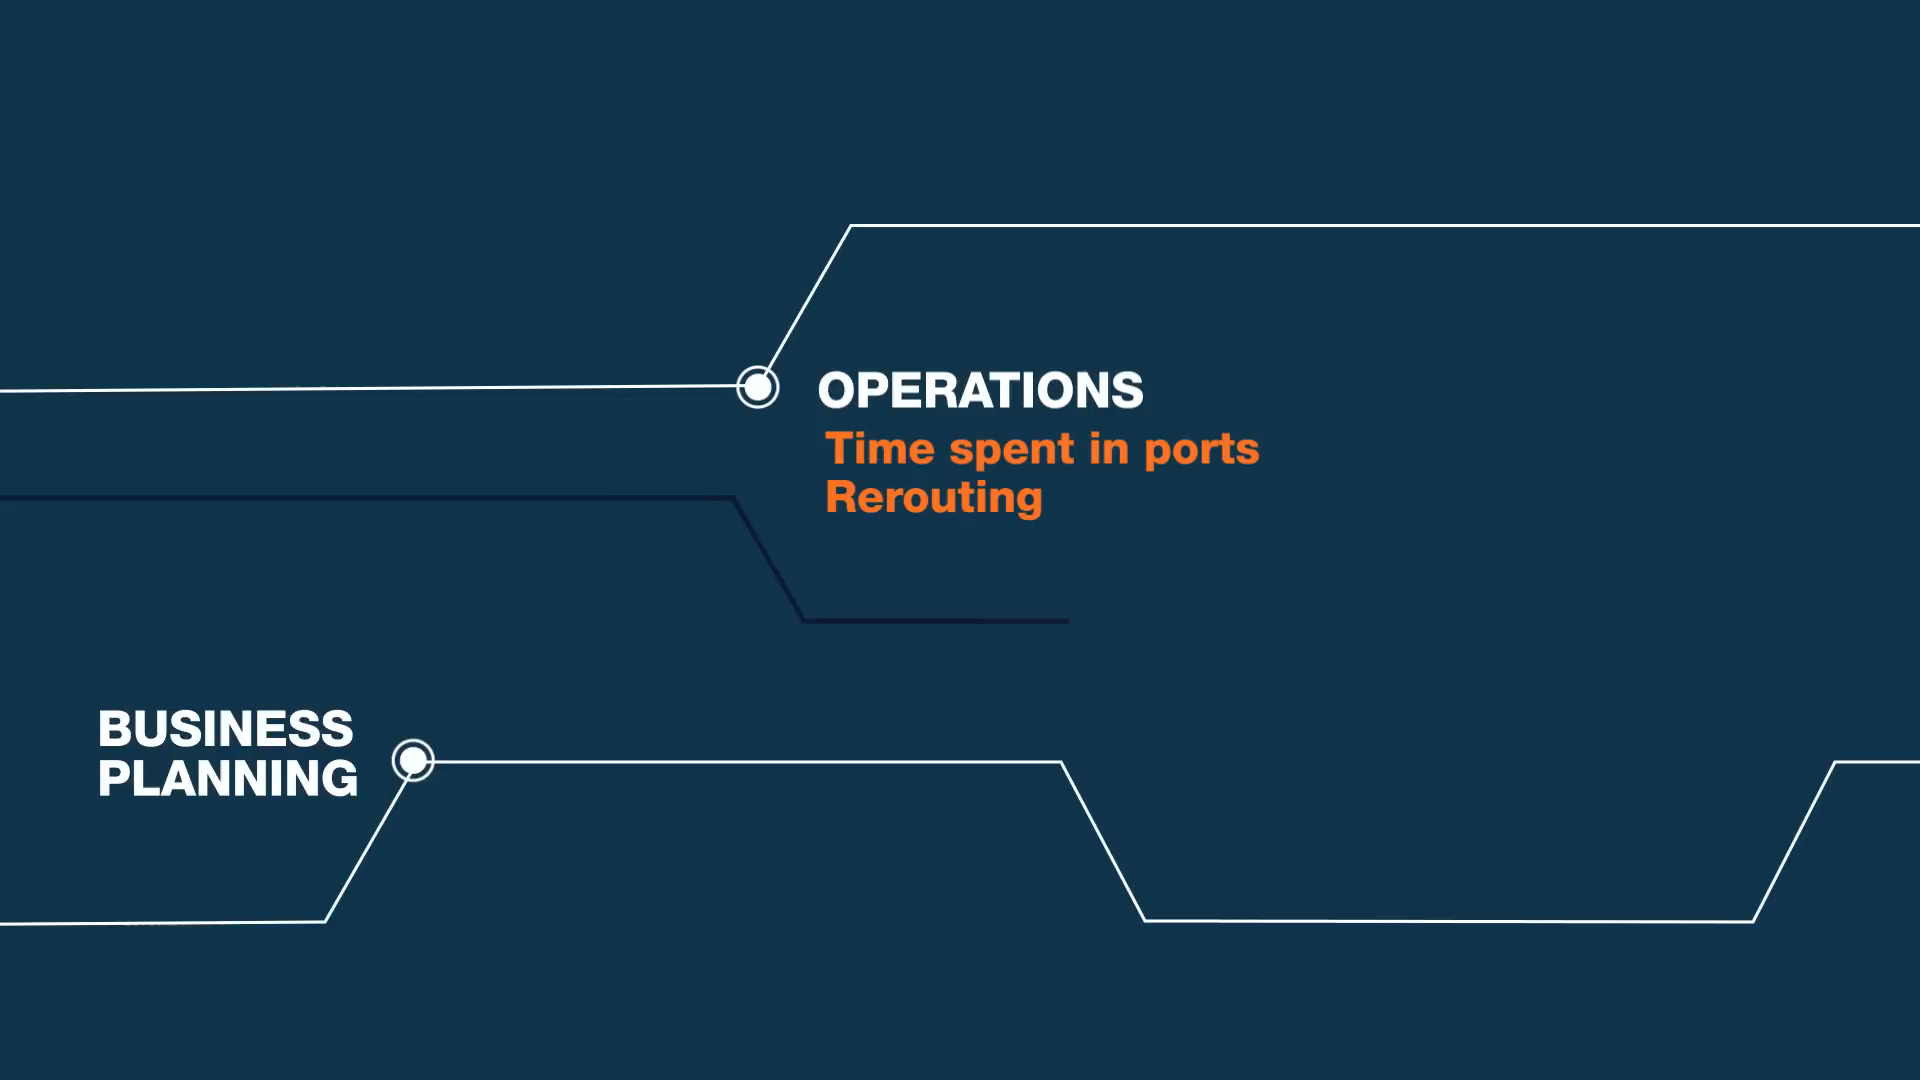 OPERATIONS
Time spent in ports
Rerouting
BUSINESS
PLANNING